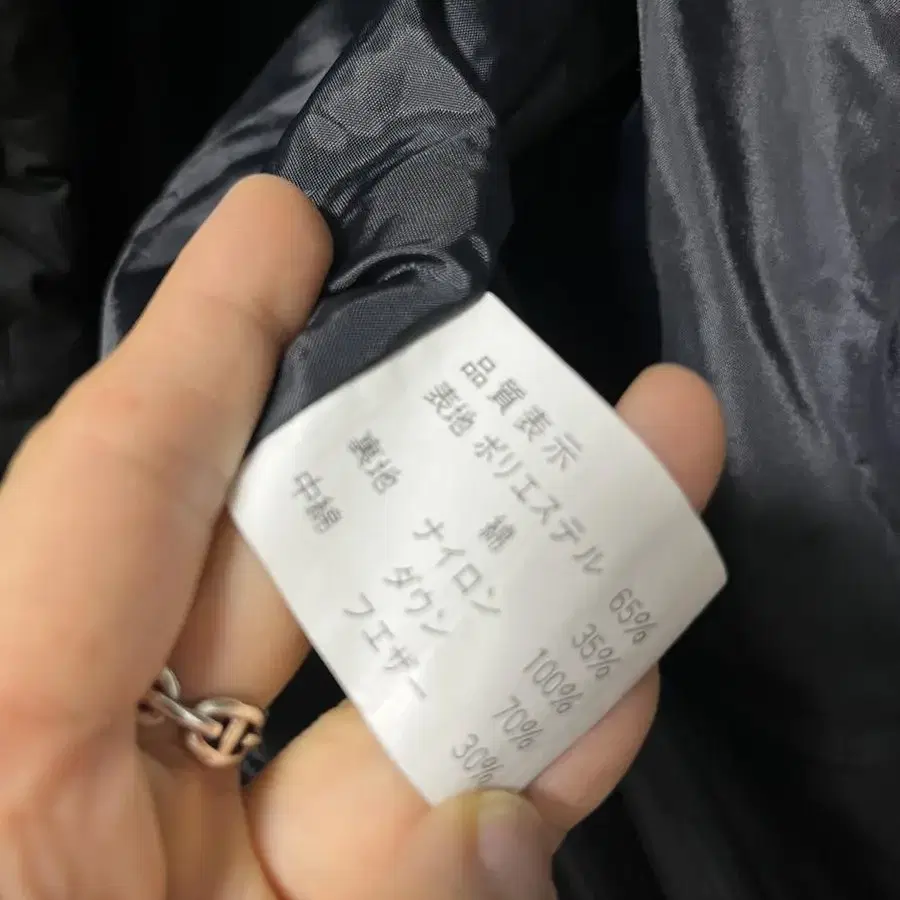 品質表示
表地 ポリエステル 65%
綿 35%
裏地 ナイロン 100%
中綿 ダウン 70%
フエザー 30%